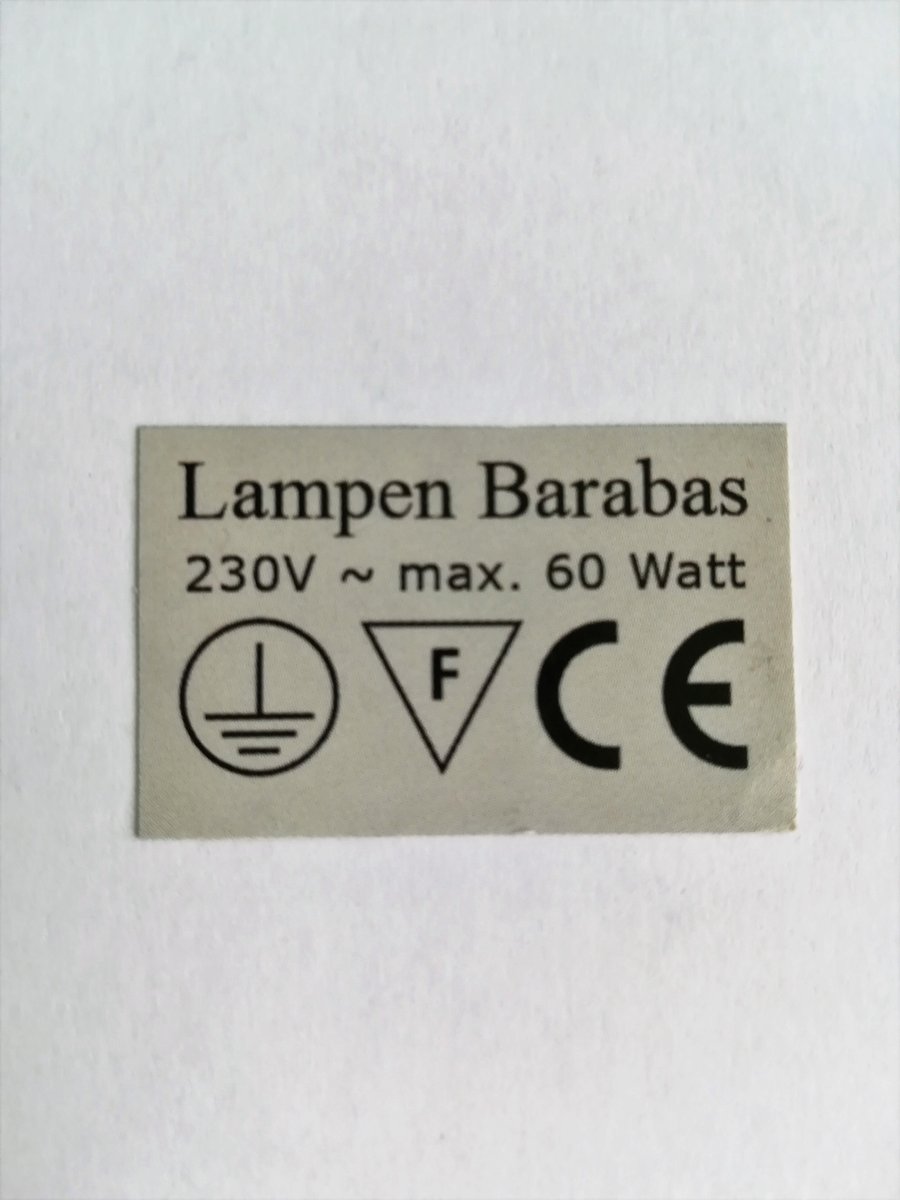 Lampen Barabas
230V ~ max. 60 Watt
F CE